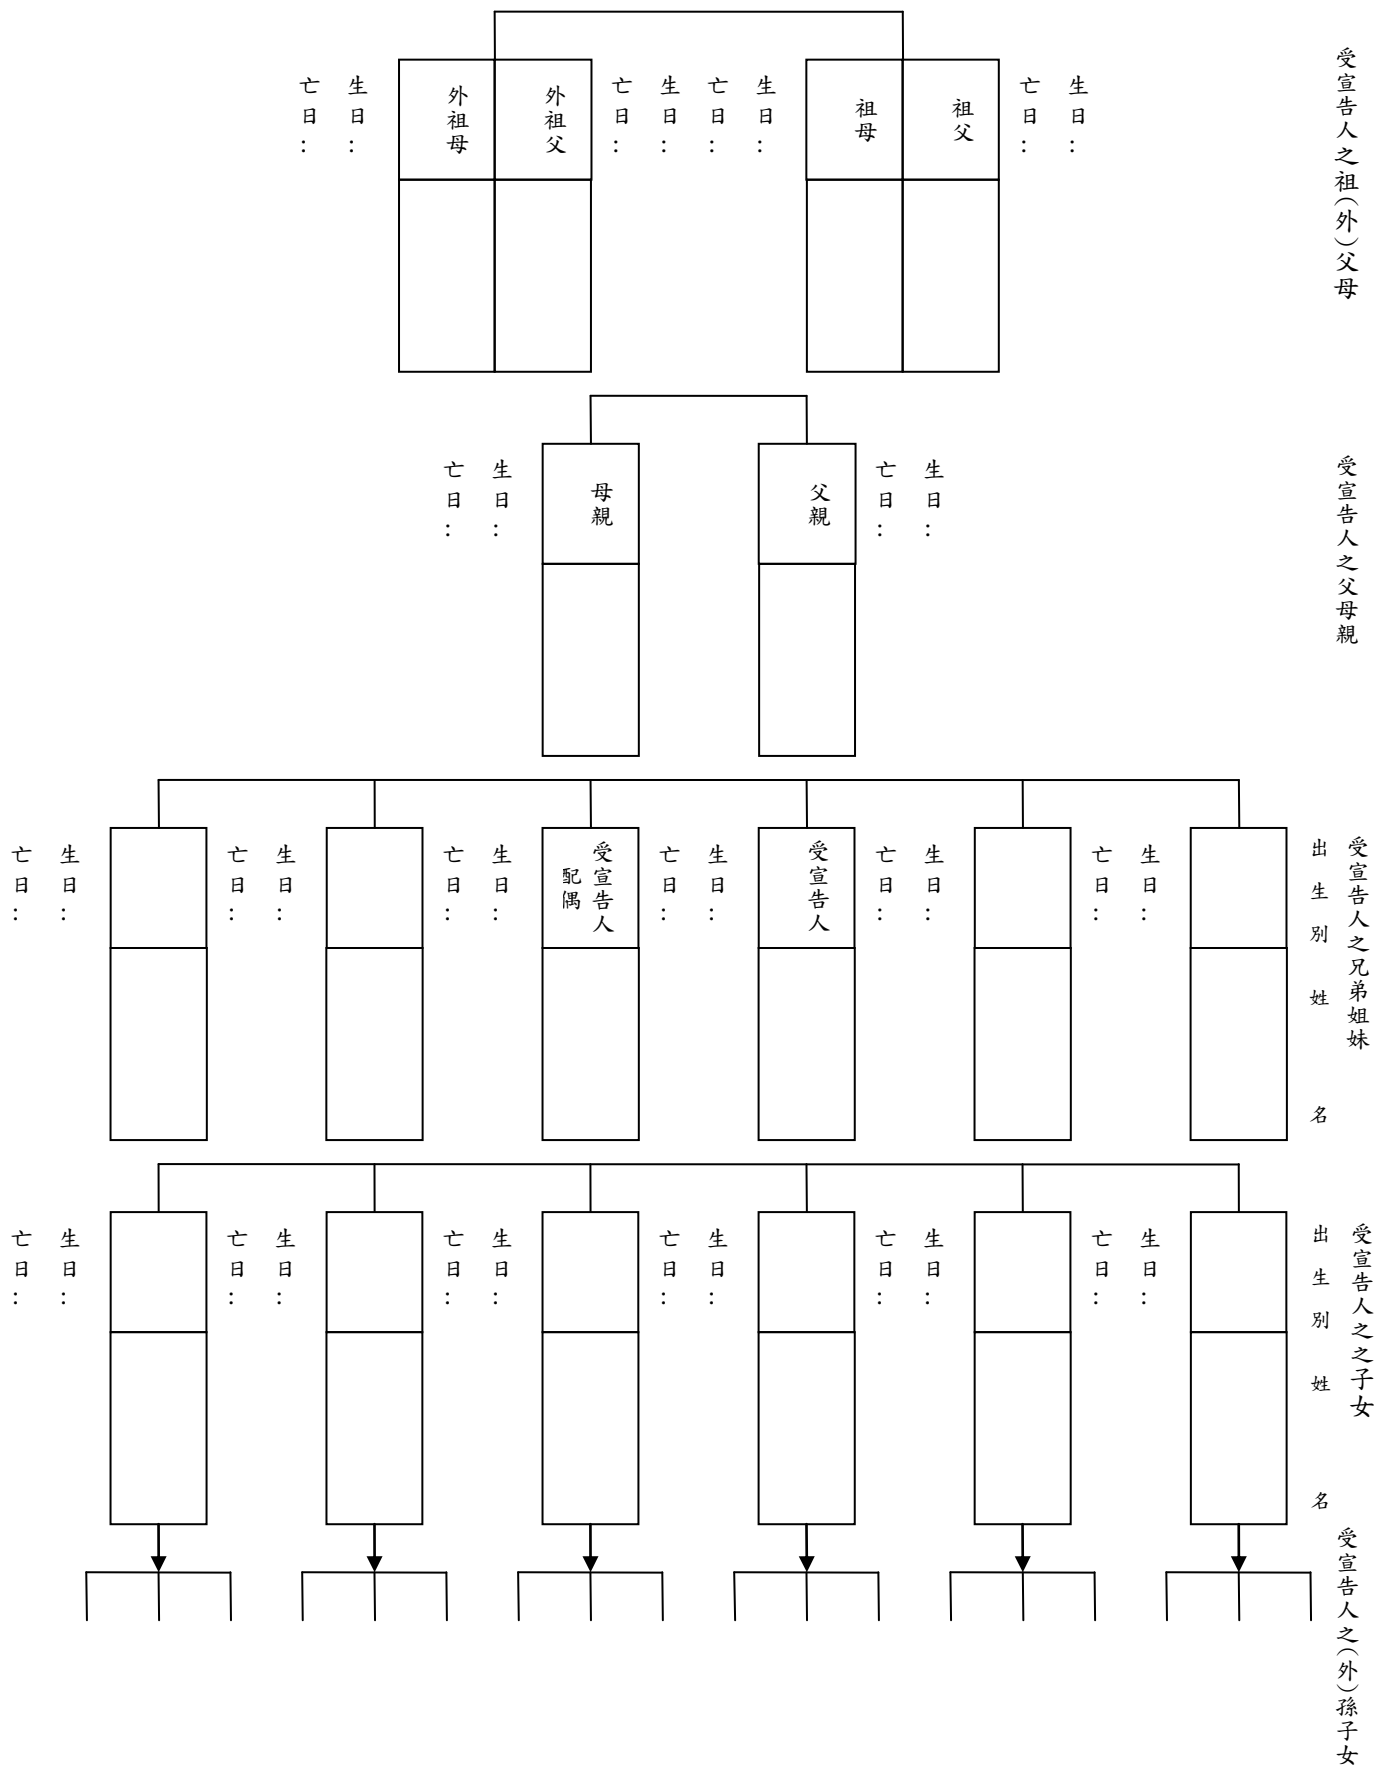 受宣告人之祖(外)父母
生日:
亡日:
祖父
祖母
生日:
亡日:
生日:
亡日:
外祖父
外祖母
生日:
亡日:
受宣告人之父母親
生日:
亡日:
父親
母親
生日:
亡日:
受宣告人之兄弟姐妹
出生別 姓 名
生日:
亡日:
生日:
亡日:
受宣告人
生日:
亡日:
受宣告人
配偶
生日:
亡日:
生日:
亡日:
生日:
亡日:
受宣告人之之子女
出生別 姓 名
生日:
亡日:
生日:
亡日:
生日:
亡日:
生日:
亡日:
生日:
亡日:
生日:
亡日:
受宣告人之(外)孫子女